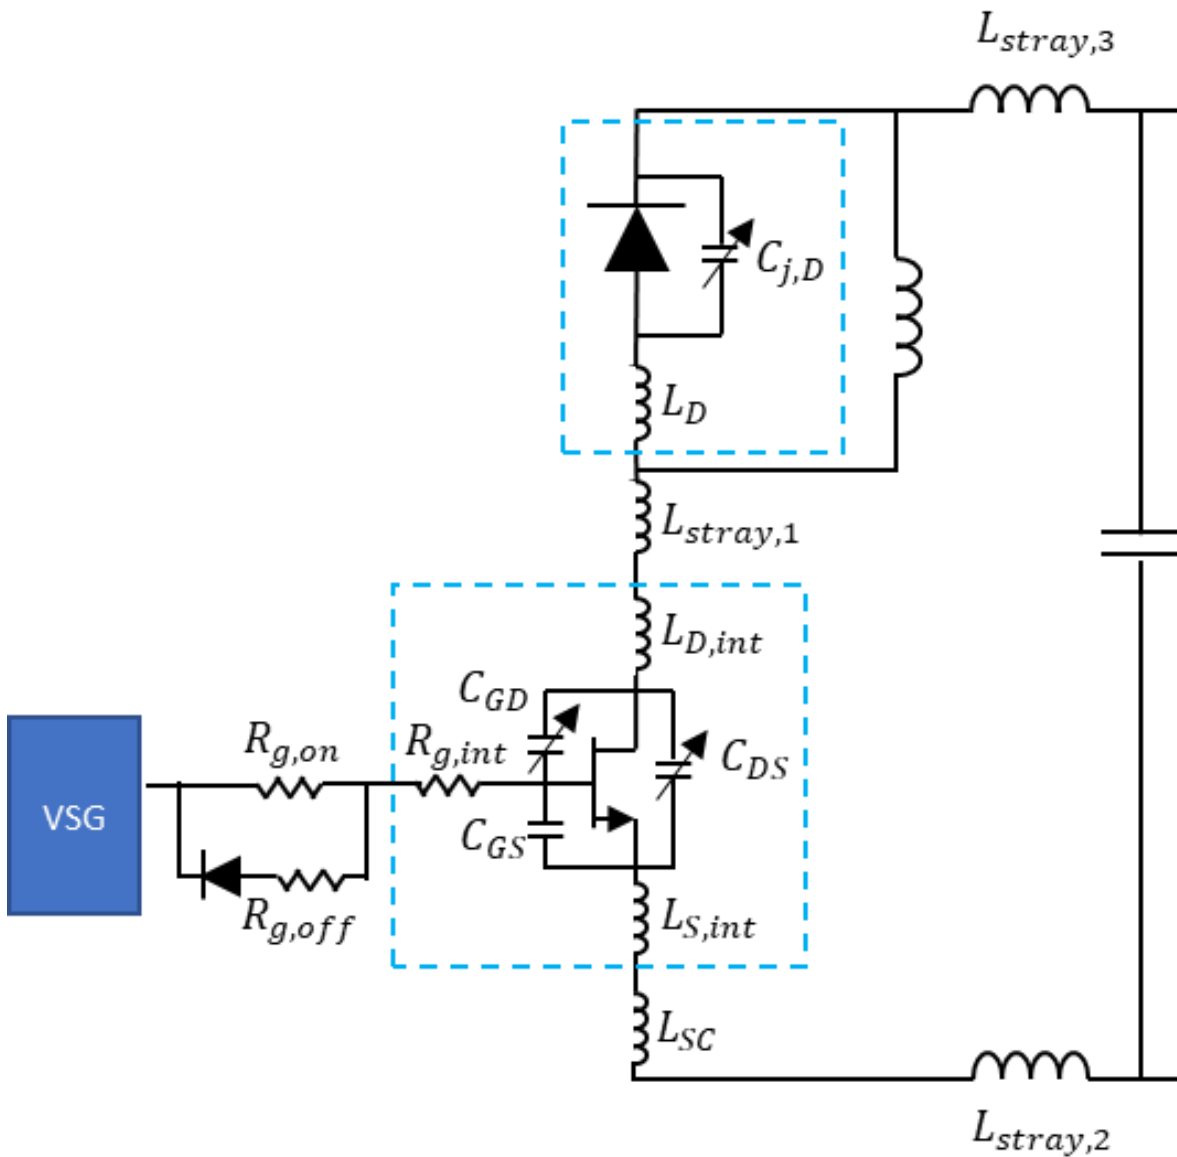 L_{stray,3}
C_{j,D}
L_D
L_{stray,1}
L_{D,int}
C_{GD}
R_{g,on}
R_{g,int}
C_{DS}
VSG
C_{GS}
R_{g,off}
L_{S,int}
L_{SC}
L_{stray,2}